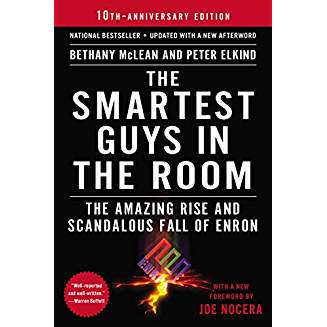 10TH-ANNIVERSARY EDITION
NATIONAL BESTSELLER • UPDATED WITH A NEW AFTERWORD
BETHANY McLEAN AND PETER ELKIND
THE
SMARTEST
GUYS IN
THE ROOM
THE AMAZING RISE AND
SCANDALOUS FALL OF ENRON
"Well-reported
and well-written."
—Warren Buffett
WITH A NEW
FOREWORD BY
JOE NOCERA